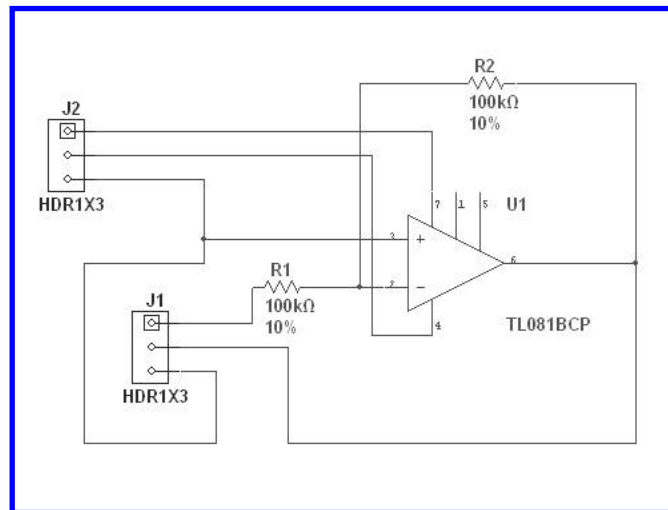 R2
100kΩ
10%
J2
HDR1X3
7
1
5
U1
3
+
6
R1
100kΩ
10%
2
−
4
TL081BCP
J1
HDR1X3